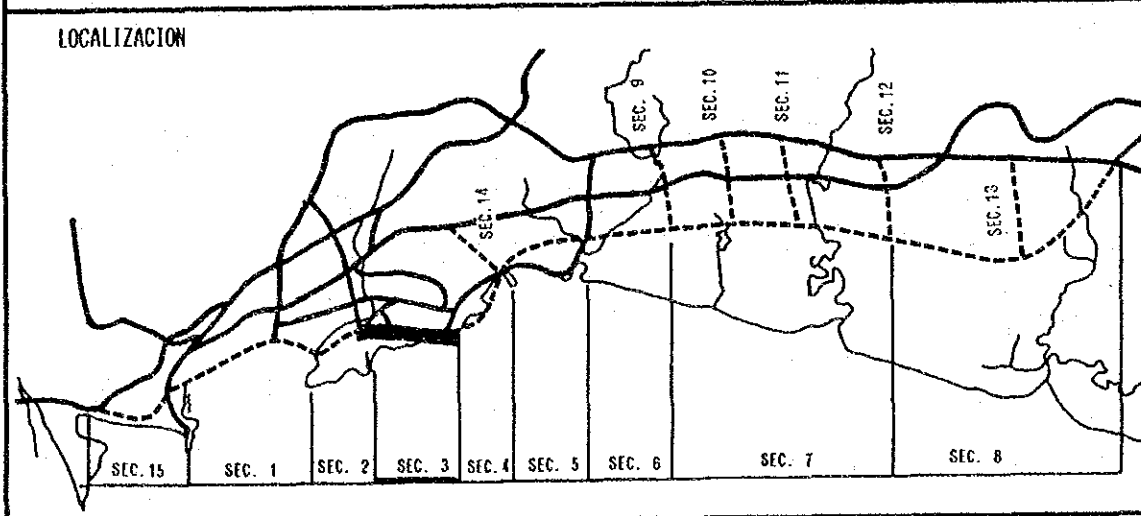 LOCALIZACION
SEC. 9
SEC. 10
SEC. 11
SEC. 12
SEC. 14
SEC. 13
SEC. 15
SEC. 1
SEC. 2
SEC. 3
SEC. 4
SEC. 5
SEC. 6
SEC. 7
SEC. 8